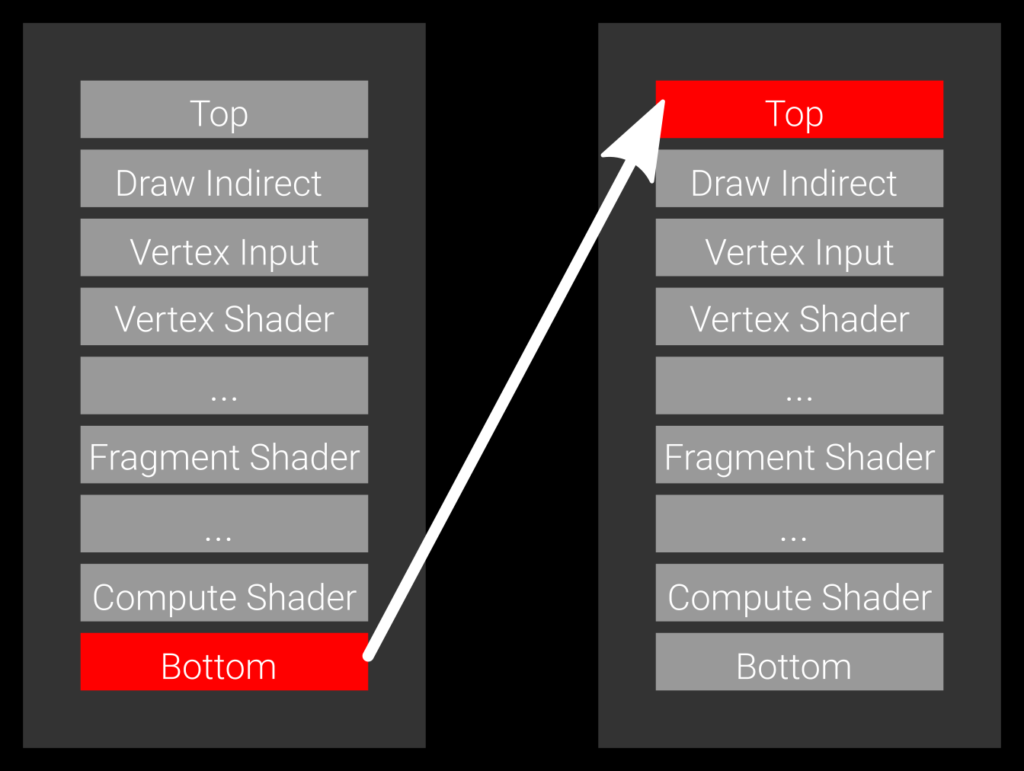 Top
Draw Indirect
Vertex Input
Vertex Shader
...
Fragment Shader
...
Compute Shader
Bottom
Top
Draw Indirect
Vertex Input
Vertex Shader
...
Fragment Shader
...
Compute Shader
Bottom